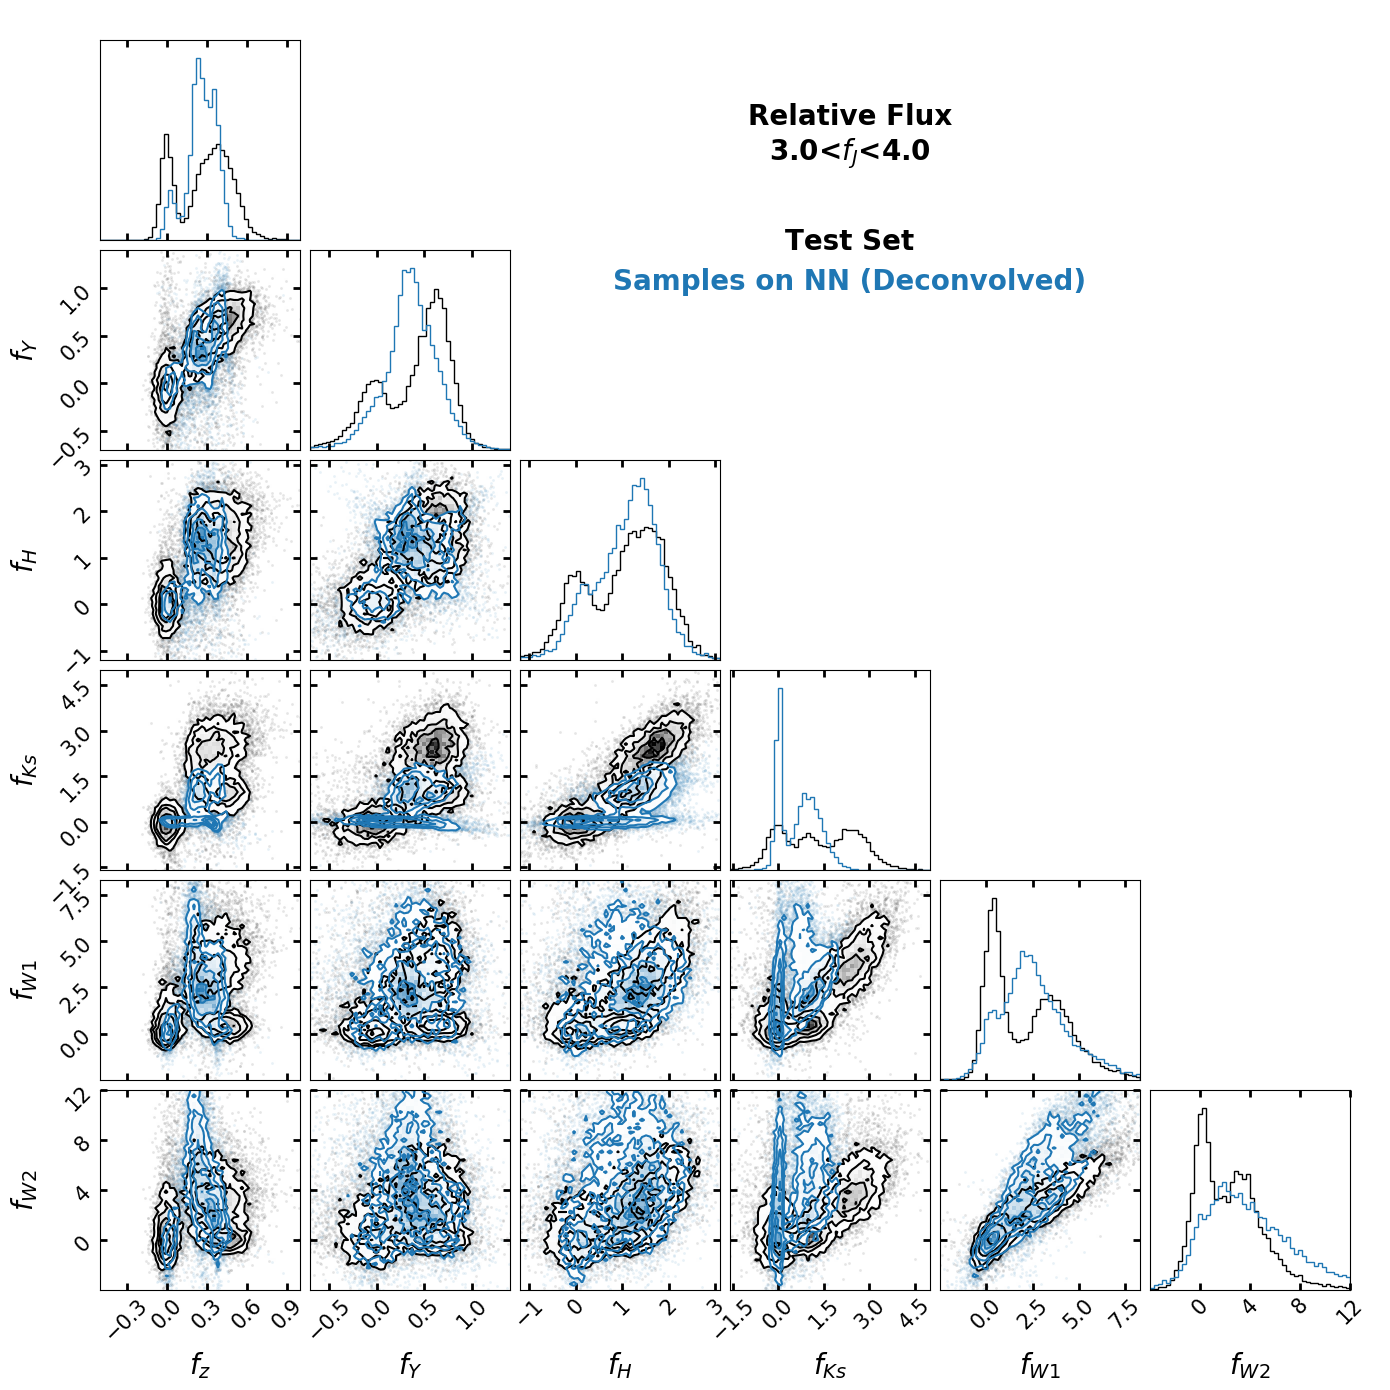 Relative Flux
3.0<f_J<4.0
Test Set
Samples on NN (Deconvolved)
f_Y
1.0
0.5
0.0
−0.5
f_H
3
2
1
0
−1
f_Ks
4.5
3.0
1.5
0.0
−1.5
f_W1
7.5
5.0
2.5
0.0
f_W2
12
8
4
0
−0.3 0.0 0.3 0.6 0.9
−0.5 0.0 0.5 1.0
−1 0 1 2 3
−1.5 0.0 1.5 3.0 4.5
0.0 2.5 5.0 7.5
0 4 8 12
f_z f_Y f_H f_Ks f_W1 f_W2